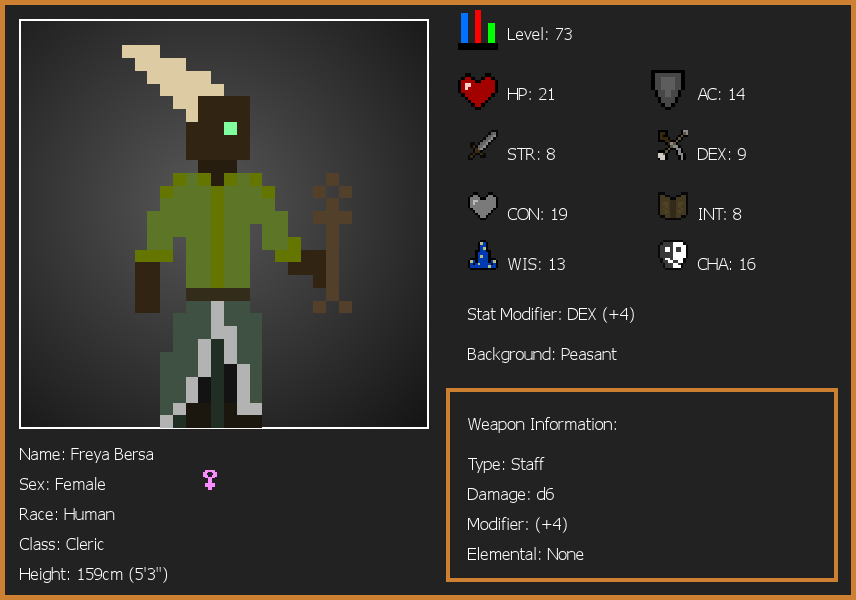 Level: 73
HP: 21
AC: 14
STR: 8
DEX: 9
CON: 19
INT: 8
WIS: 13
CHA: 16
Stat Modifier: DEX (+4)
Background: Peasant
Weapon Information:
Type: Staff
Damage: d6
Modifier: (+4)
Elemental: None
Name: Freya Bersa
Sex: Female
Race: Human
Class: Cleric
Height: 159cm (5'3")